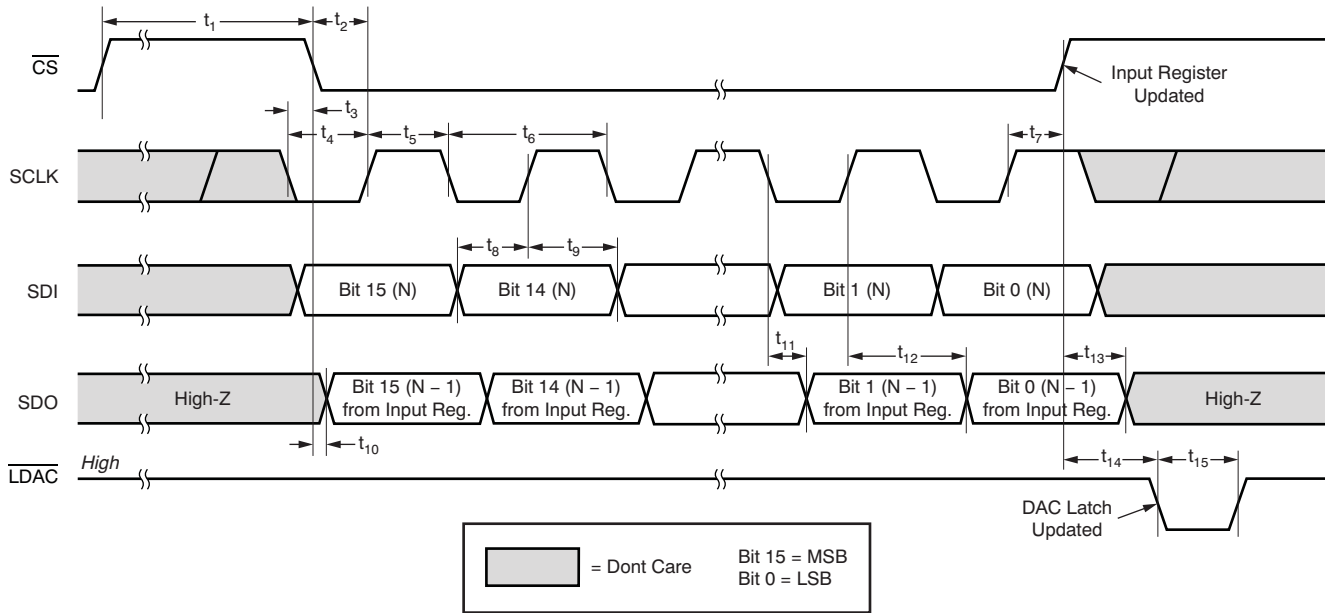 t1
t2
CS
Input Register
Updated
t3
t4
t5
t6
t7
SCLK
t8
t9
SDI
Bit 15 (N)
Bit 14 (N)
Bit 1 (N)
Bit 0 (N)
t11
t12
t13
SDO
High-Z
Bit 15 (N − 1)
from Input Reg.
Bit 14 (N − 1)
from Input Reg.
Bit 1 (N − 1)
from Input Reg.
Bit 0 (N − 1)
from Input Reg.
High-Z
t10
High
LDAC
t14
t15
DAC Latch
Updated
= Dont Care
Bit 15 = MSB
Bit 0 = LSB